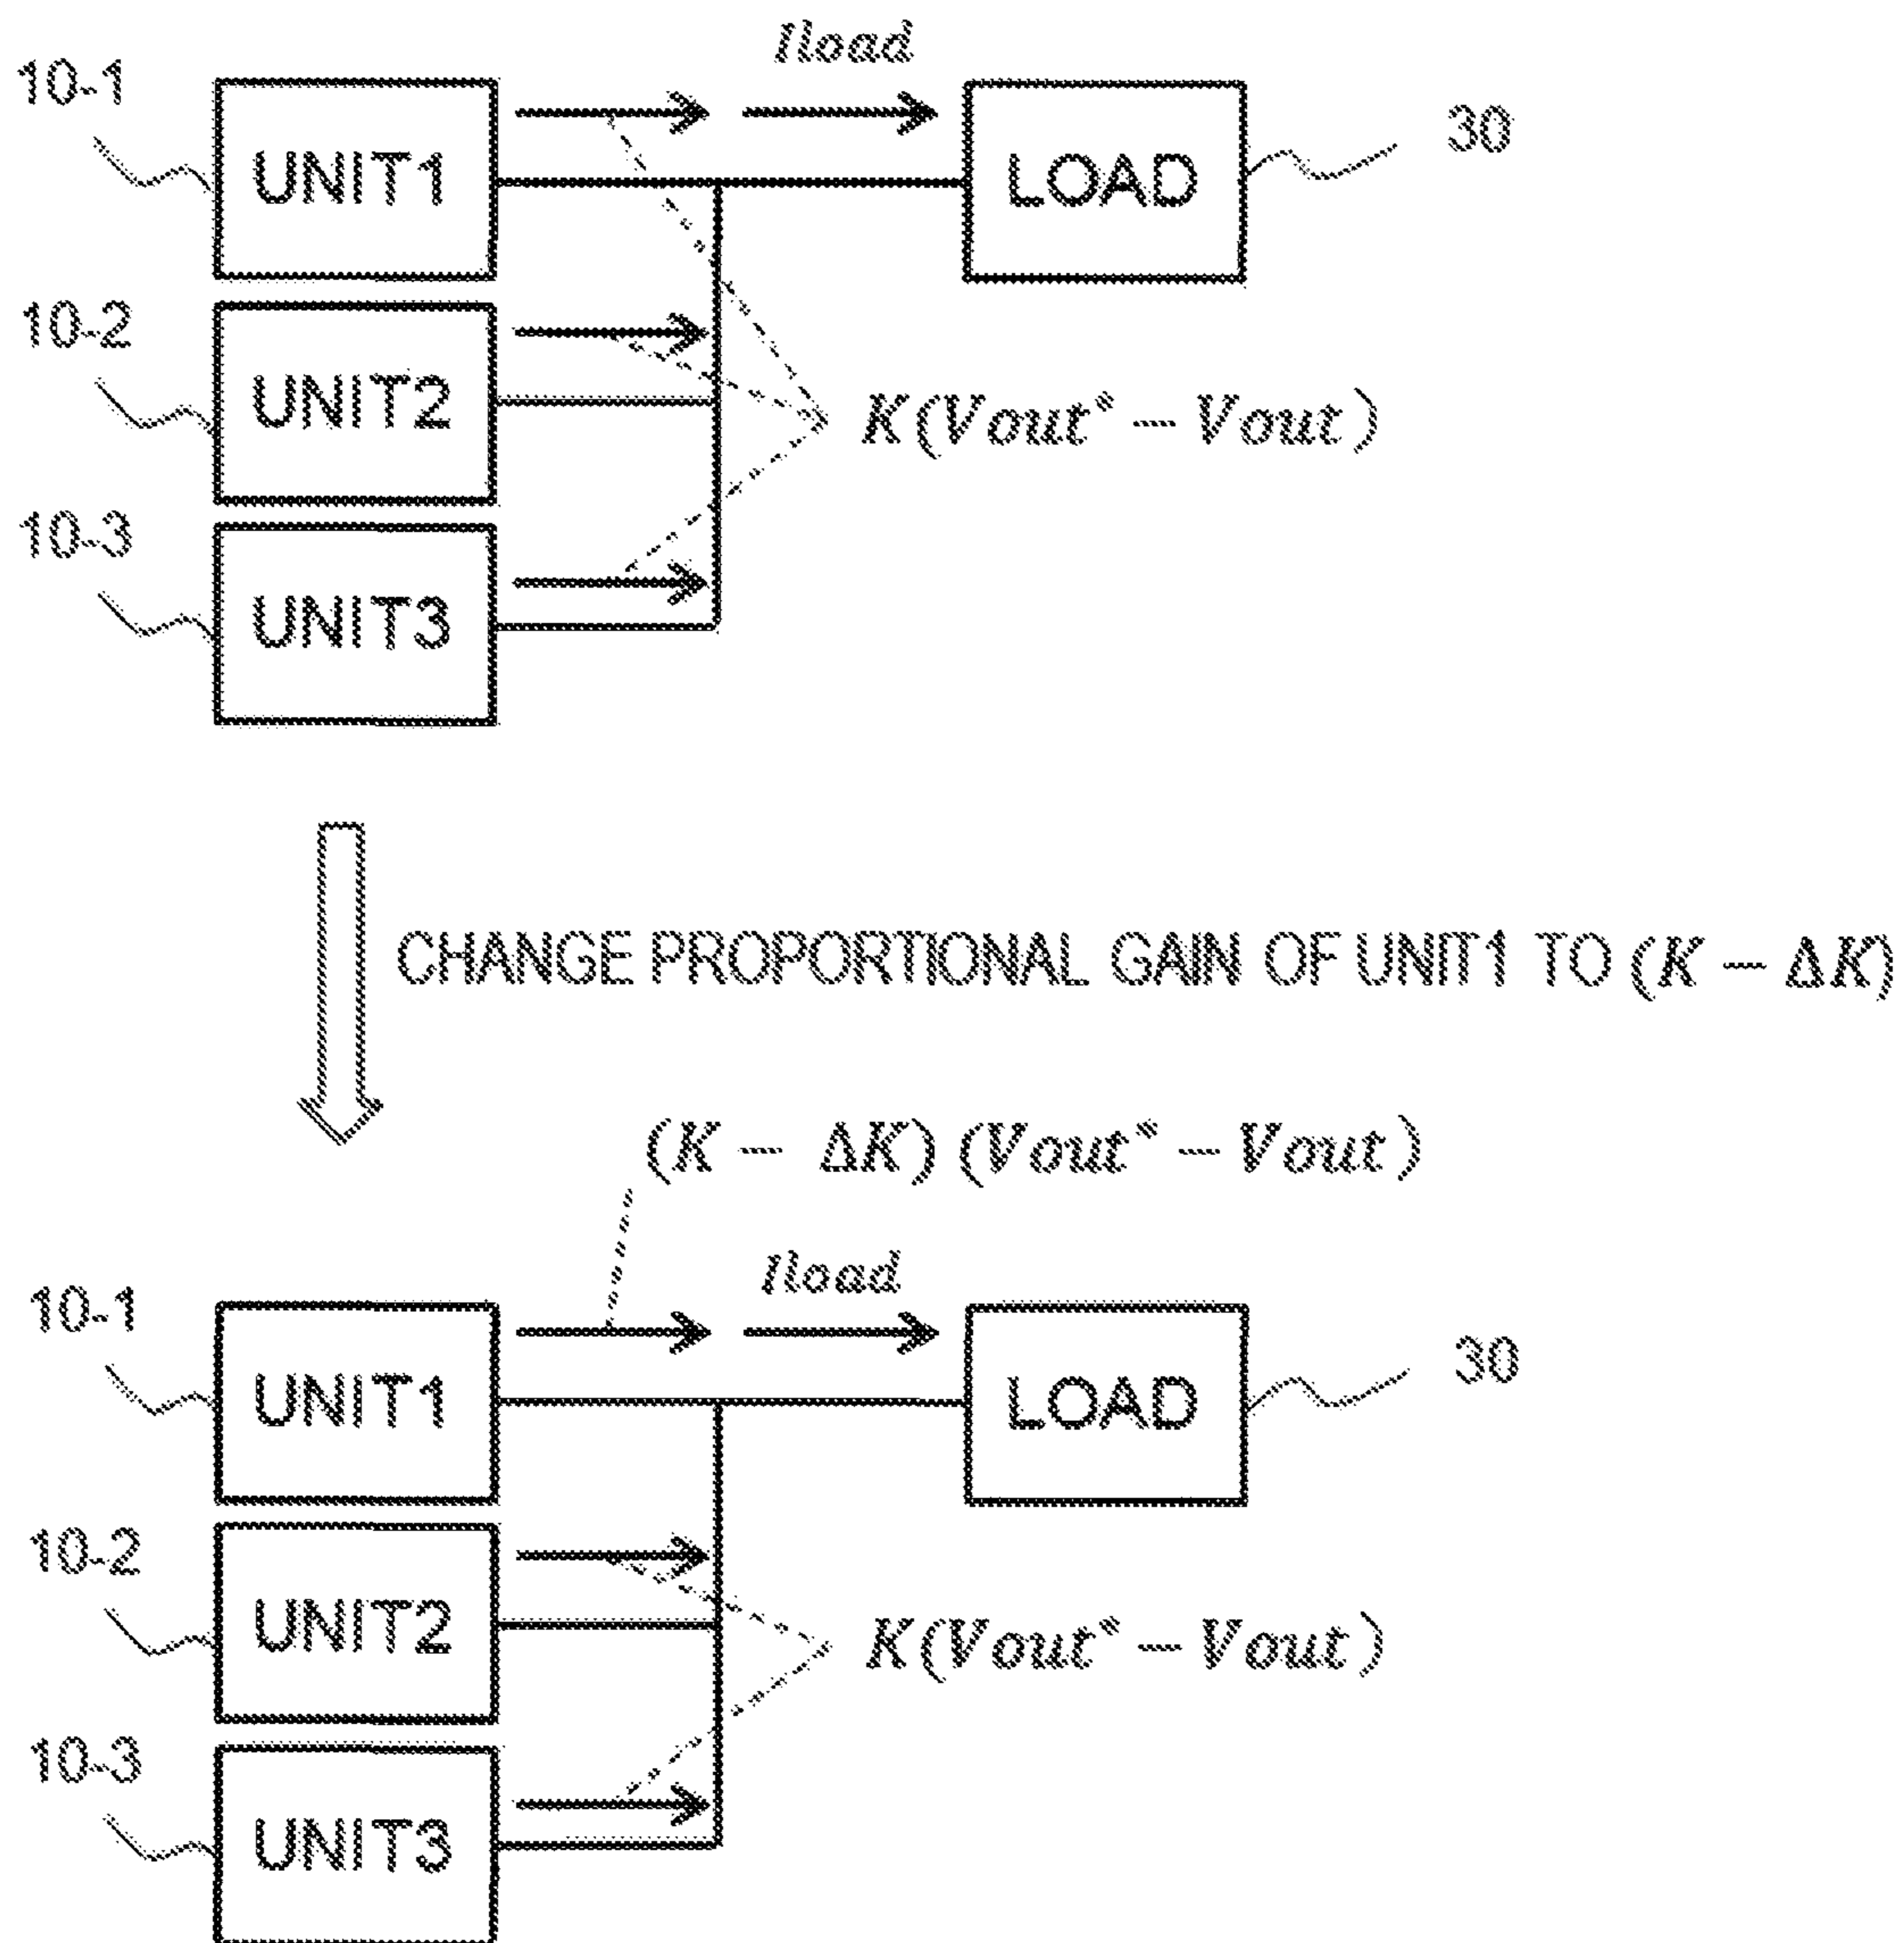 Iload
10-1
UNIT1
LOAD
30
10-2
UNIT2
K(Vout* − Vout)
10-3
UNIT3
CHANGE PROPORTIONAL GAIN OF UNIT1 TO (K − ΔK)
(K − ΔK)(Vout* − Vout)
Iload
10-1
UNIT1
LOAD
30
10-2
UNIT2
K(Vout* − Vout)
10-3
UNIT3